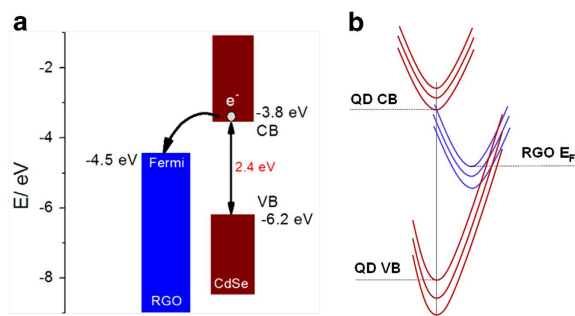 a
b
-2
-4
-6
-8
E/ eV
e-
-3.8 eV
CB
-4.5 eV
Fermi
2.4 eV
VB
-6.2 eV
CdSe
RGO
QD CB
RGO EF
QD VB